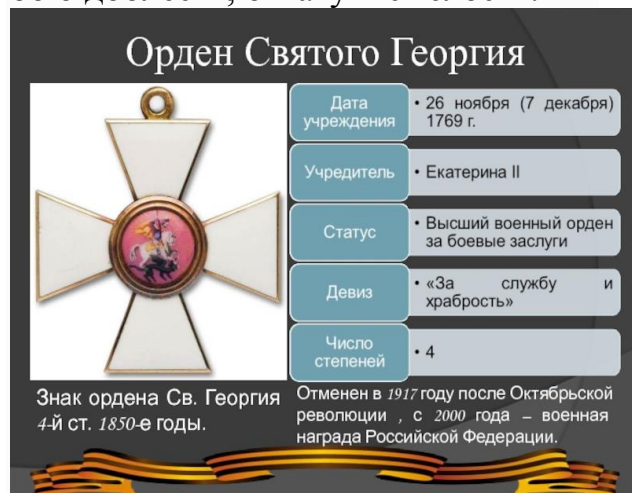 Орден Святого Георгия
Дата
учреждения
• 26 ноября (7 декабря)
1769 г.
Учредитель
• Екатерина II
Статус
• Высший военный орден
за боевые заслуги
Девиз
• «За службу и
храбрость»
Число
степеней
• 4
Знак ордена Св. Георгия
4-й ст. 1850-е годы.
Отменен в 1917 году после Октябрьской
революции , с 2000 года – военная
награда Российской Федерации.